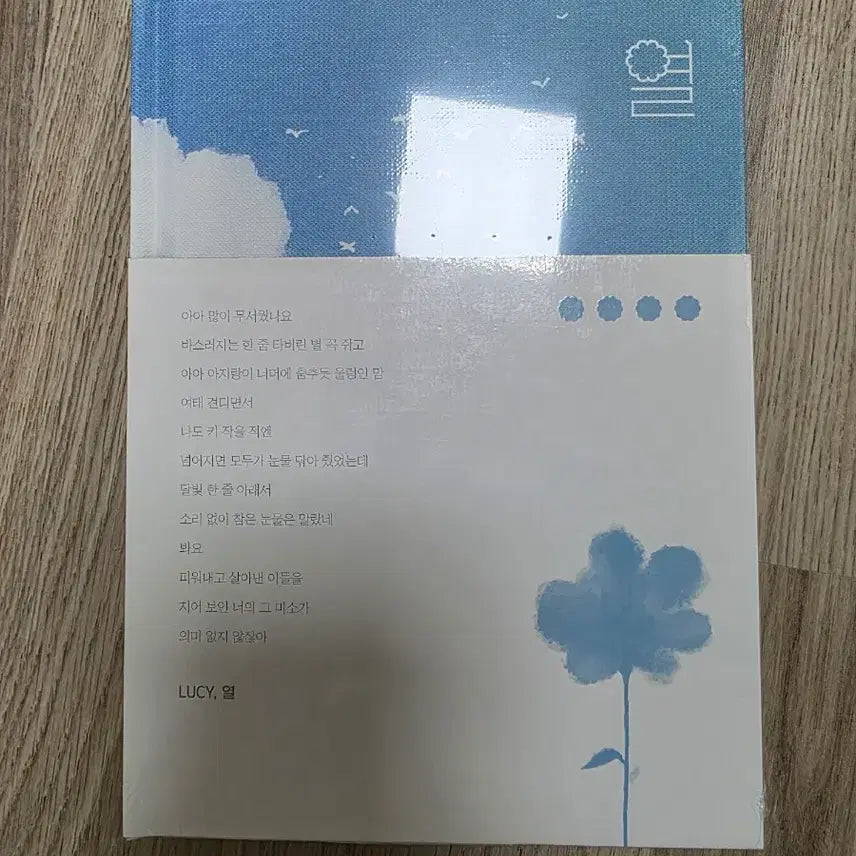 열
아아 많이 무서웠나요
바스러지는 한 줌 타버린 별 꼭 쥐고
아아 아지랑이 너머에 춤추듯 울렁인 맘
여태 견디면서
나도 키 작을 적엔
넘어지면 모두가 눈물 닦아 줬었는데
달빛 한 줄 아래서
소리 없이 참은 눈물은 말랐네
봐요
피워내고 살아낸 이들을
지어 보인 너의 그 미소가
의미 없지 않잖아
LUCY, 열